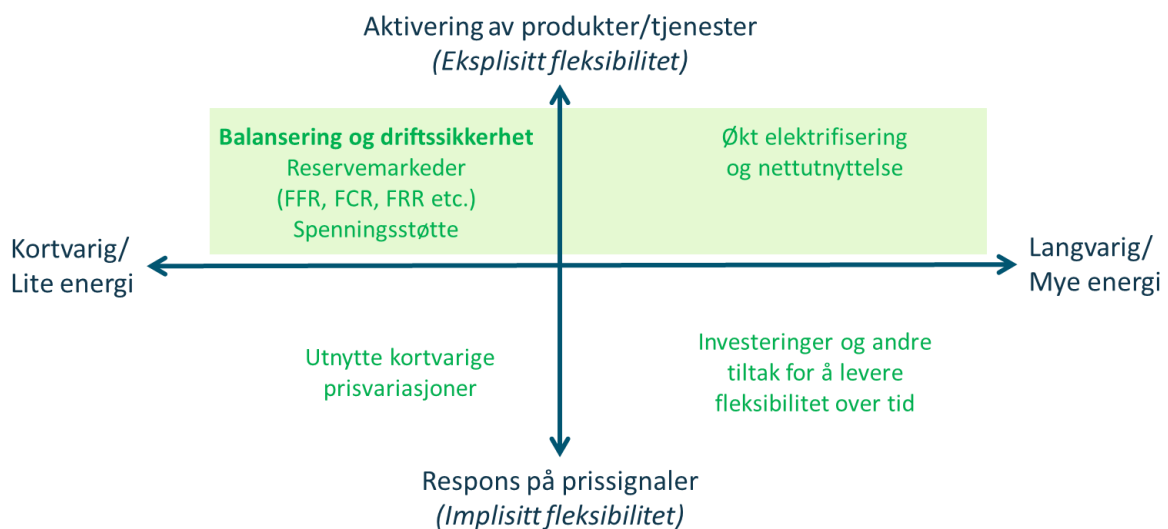 Aktivering av produkter/tjenester
(Eksplisitt fleksibilitet)
Balansering og driftssikkerhet
Reservemarkeder
(FFR, FCR, FRR etc.)
Spenningsstøtte
Økt elektrifisering
og nettutnyttelse
Kortvarig/
Lite energi
Langvarig/
Mye energi
Utnytte kortvarige
prisvariasjoner
Investeringer og andre
tiltak for å levere
fleksibilitet over tid
Respons på prissignaler
(Implisitt fleksibilitet)